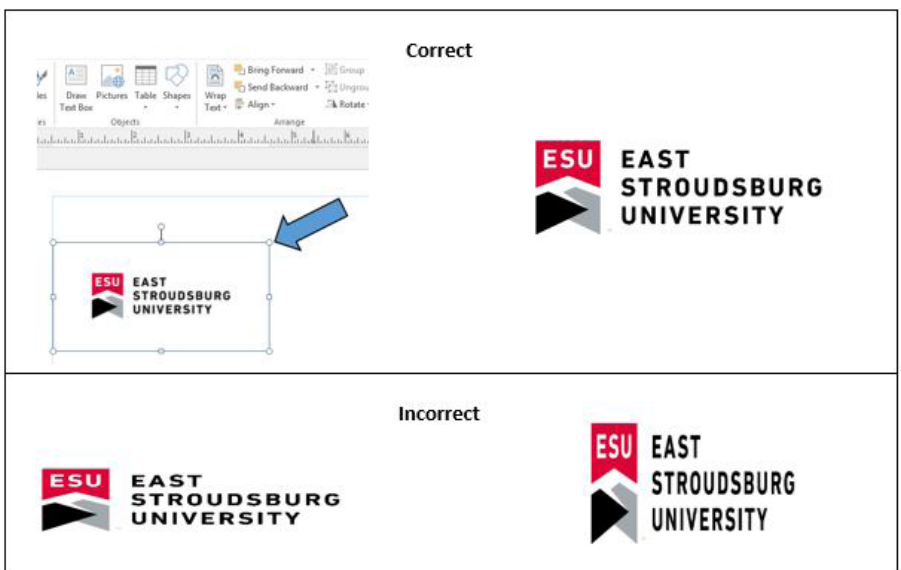 Correct
Bring Forward
Group
Send Backward
Align
Rotate
Draw
Text Box
Pictures
Table
Shapes
Wrap
Text
Objects
Arrange
ESU
EAST
STROUDSBURG
UNIVERSITY
ESU
EAST
STROUDSBURG
UNIVERSITY
Incorrect
ESU
EAST
STROUDSBURG
UNIVERSITY
ESU
EAST
STROUDSBURG
UNIVERSITY